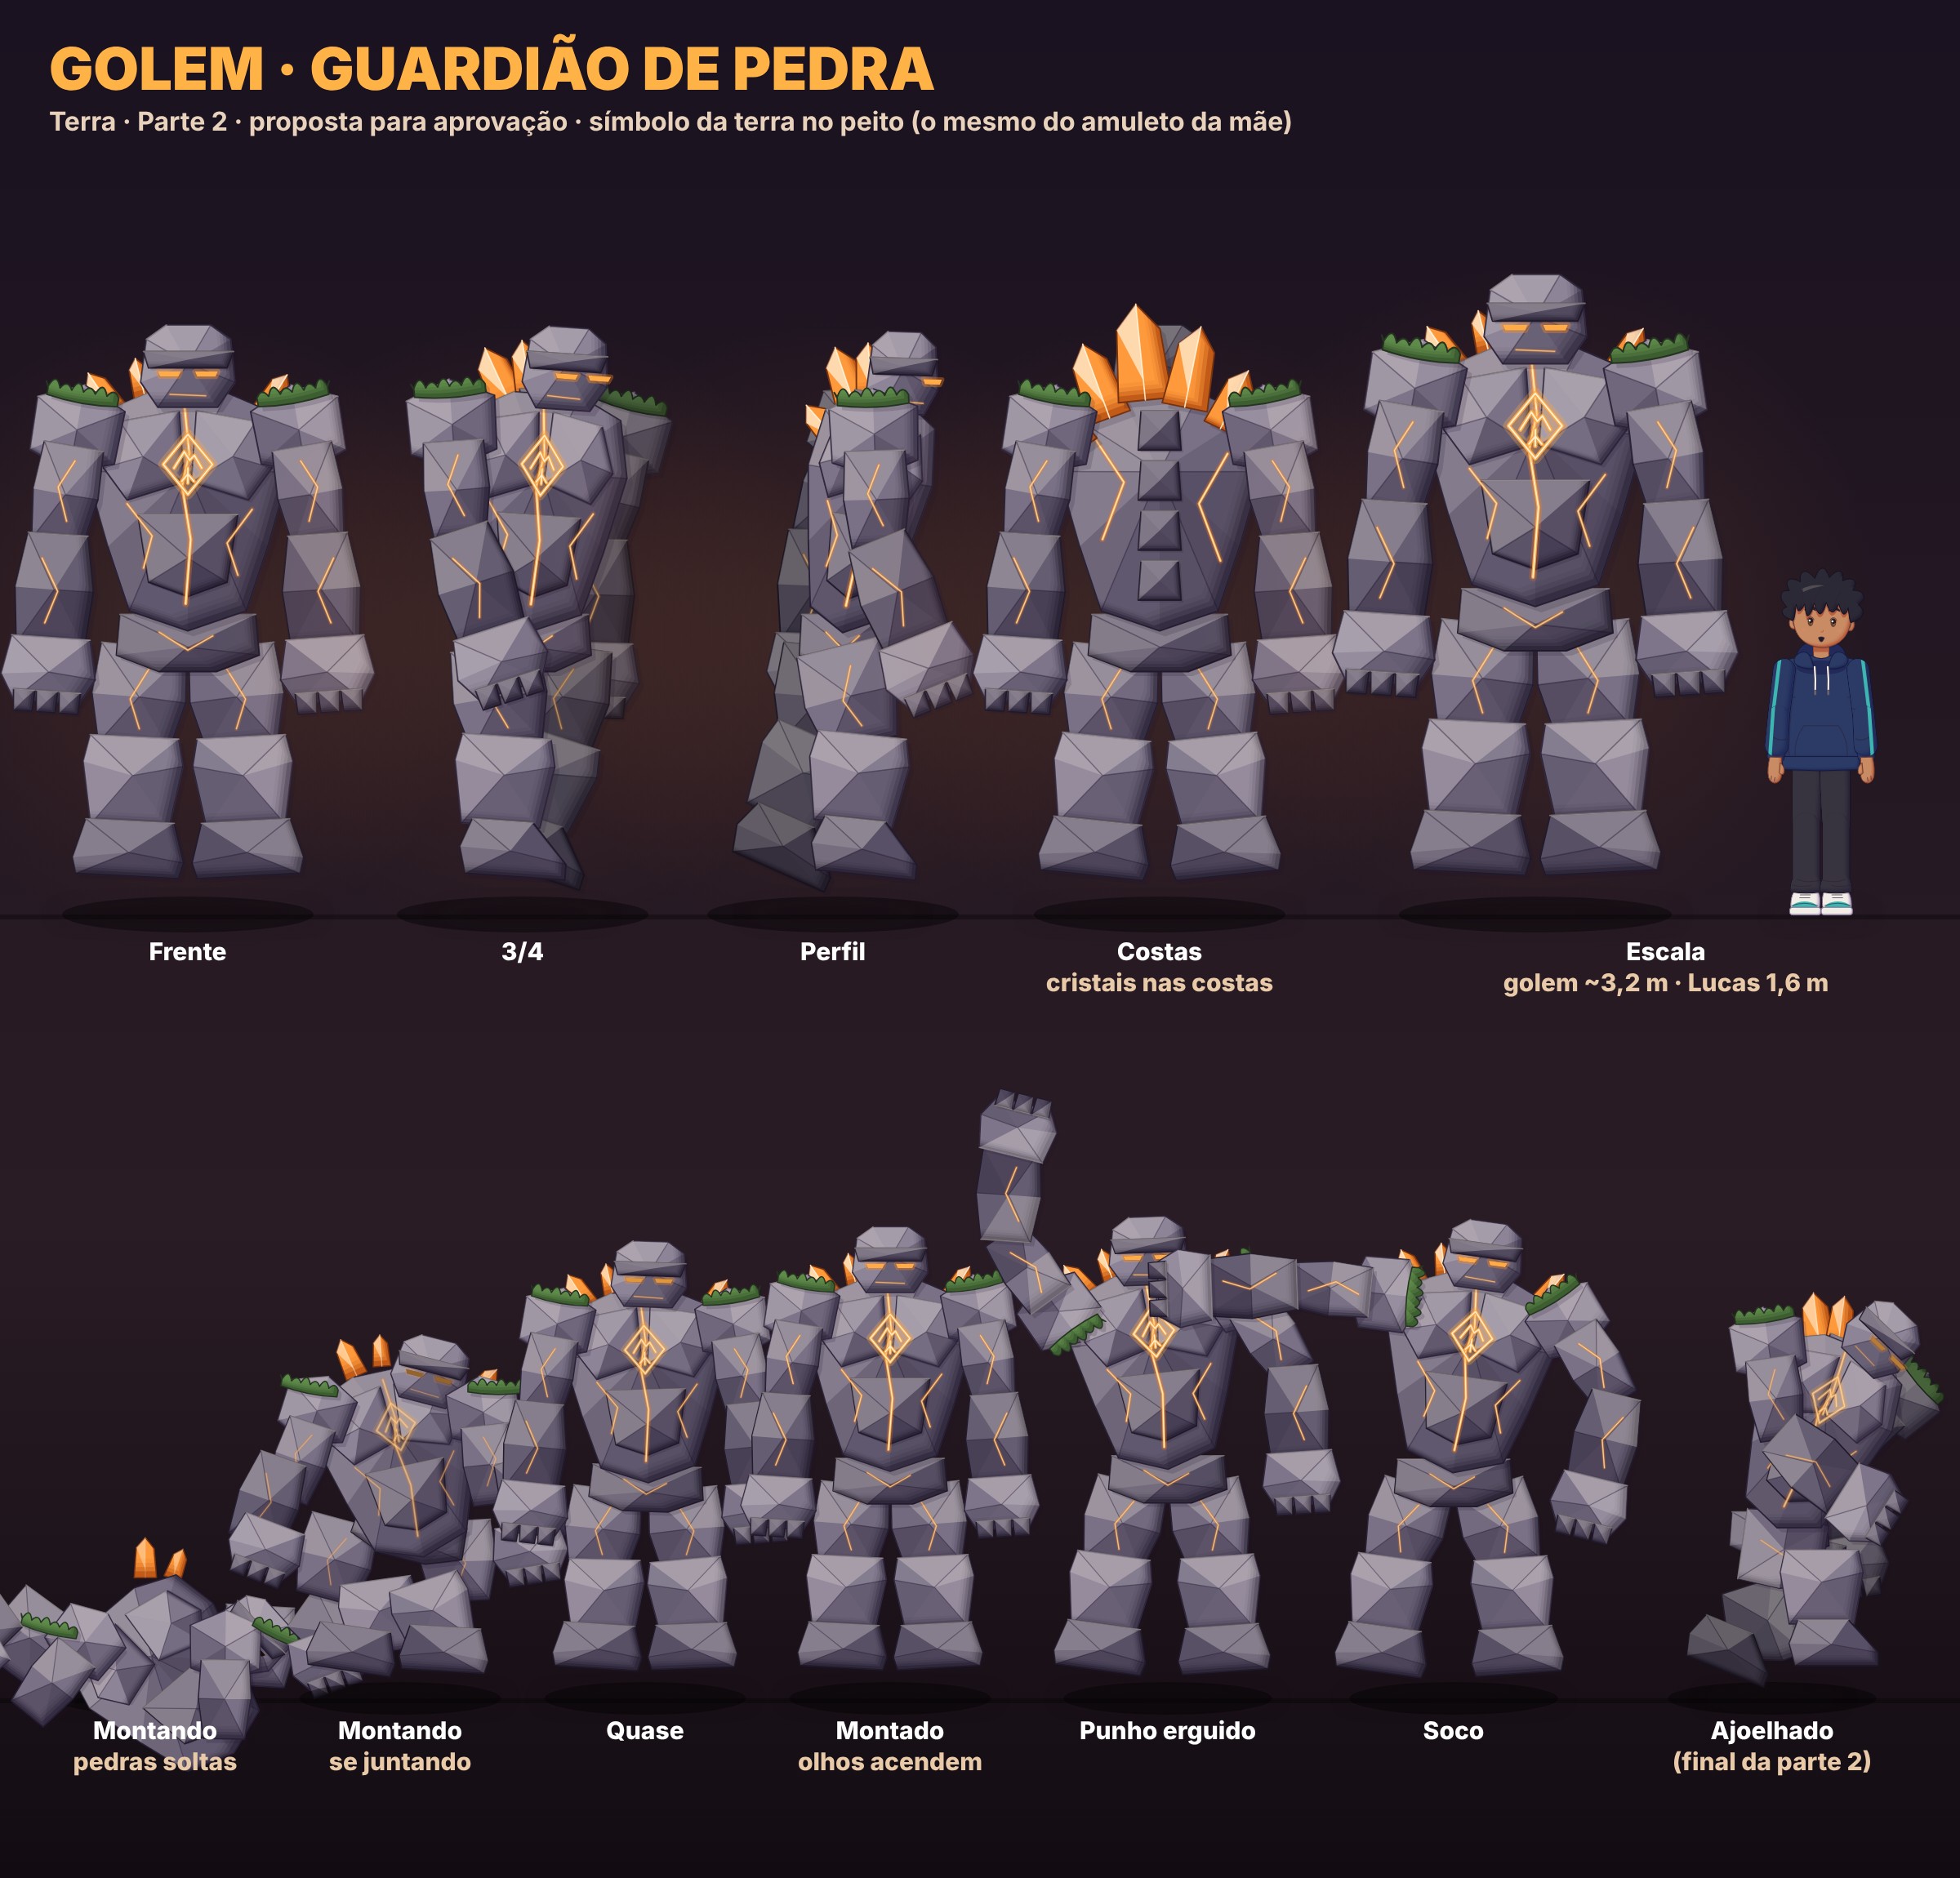 GOLEM · GUARDIÃO DE PEDRA
Terra · Parte 2 · proposta para aprovação · símbolo da terra no peito (o mesmo do amuleto da mãe)
Frente
3/4
Perfil
Costas
cristais nas costas
Escala
golem ~3,2 m · Lucas 1,6 m
Montando
pedras soltas
Montando
se juntando
Quase
Montado
olhos acendem
Punho erguido
Soco
Ajoelhado
(final da parte 2)